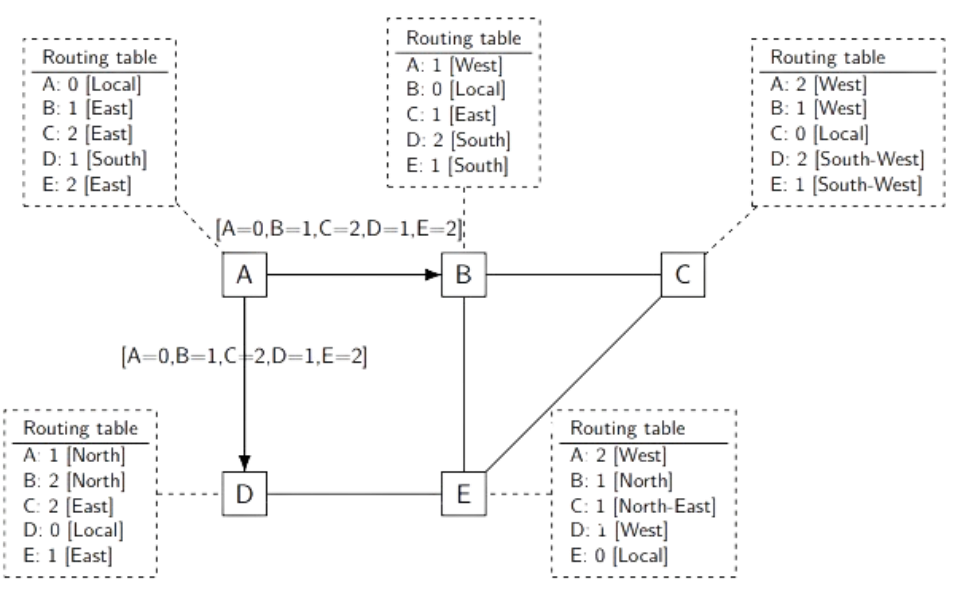 Routing table
A: 0 [Local]
B: 1 [East]
C: 2 [East]
D: 1 [South]
E: 2 [East]
Routing table
A: 1 [West]
B: 0 [Local]
C: 1 [East]
D: 2 [South]
E: 1 [South]
Routing table
A: 2 [West]
B: 1 [West]
C: 0 [Local]
D: 2 [South-West]
E: 1 [South-West]
[A=0,B=1,C=2,D=1,E=2]
A
B
C
[A=0,B=1,C=2,D=1,E=2]
Routing table
A: 1 [North]
B: 2 [North]
C: 2 [East]
D: 0 [Local]
E: 1 [East]
D
E
Routing table
A: 2 [West]
B: 1 [North]
C: 1 [North-East]
D: 1 [West]
E: 0 [Local]